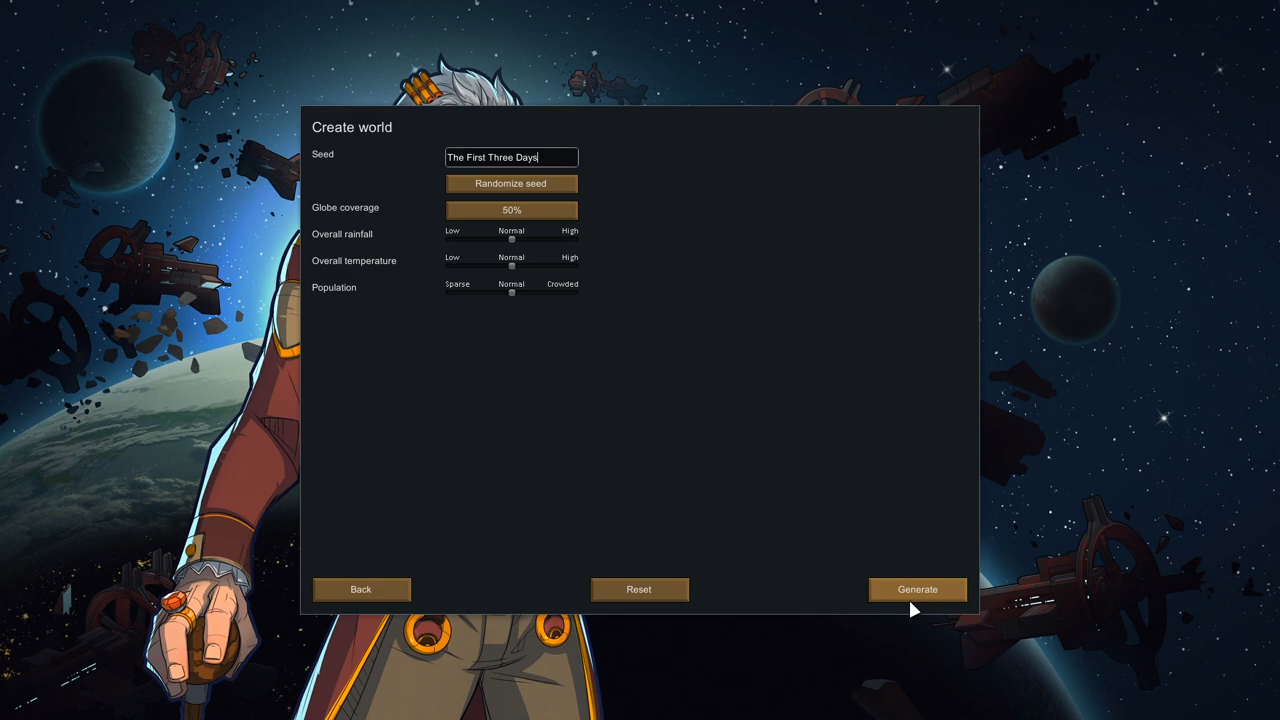 Create world
Seed The First Three Days
Randomize seed
Globe coverage 50%
Overall rainfall Low Normal High
Overall temperature Low Normal High
Population Sparse Normal Crowded
Back Reset Generate